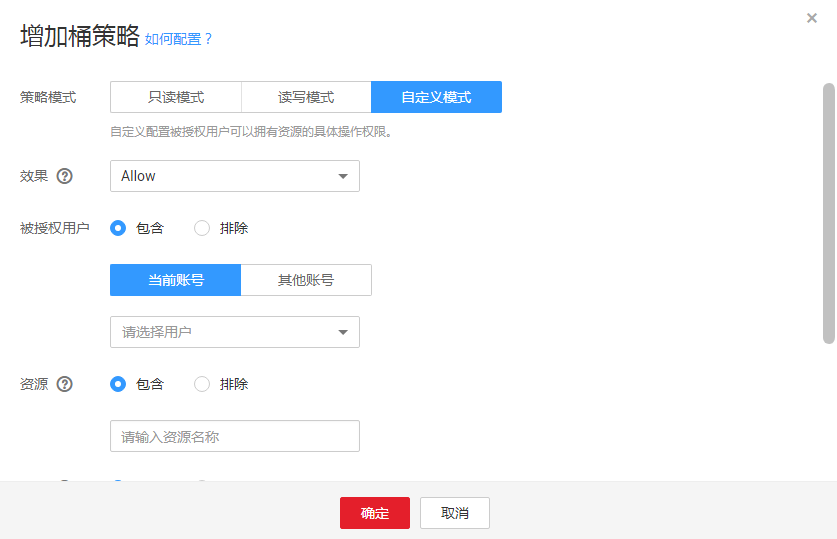 增加桶策略 如何配置？
策略模式 只读模式 读写模式 自定义模式
自定义配置被授权用户可以拥有资源的具体操作权限。
效果 ? Allow
被授权用户 包含 排除
当前账号 其他账号
请选择用户
资源 ? 包含 排除
请输入资源名称
确定 取消